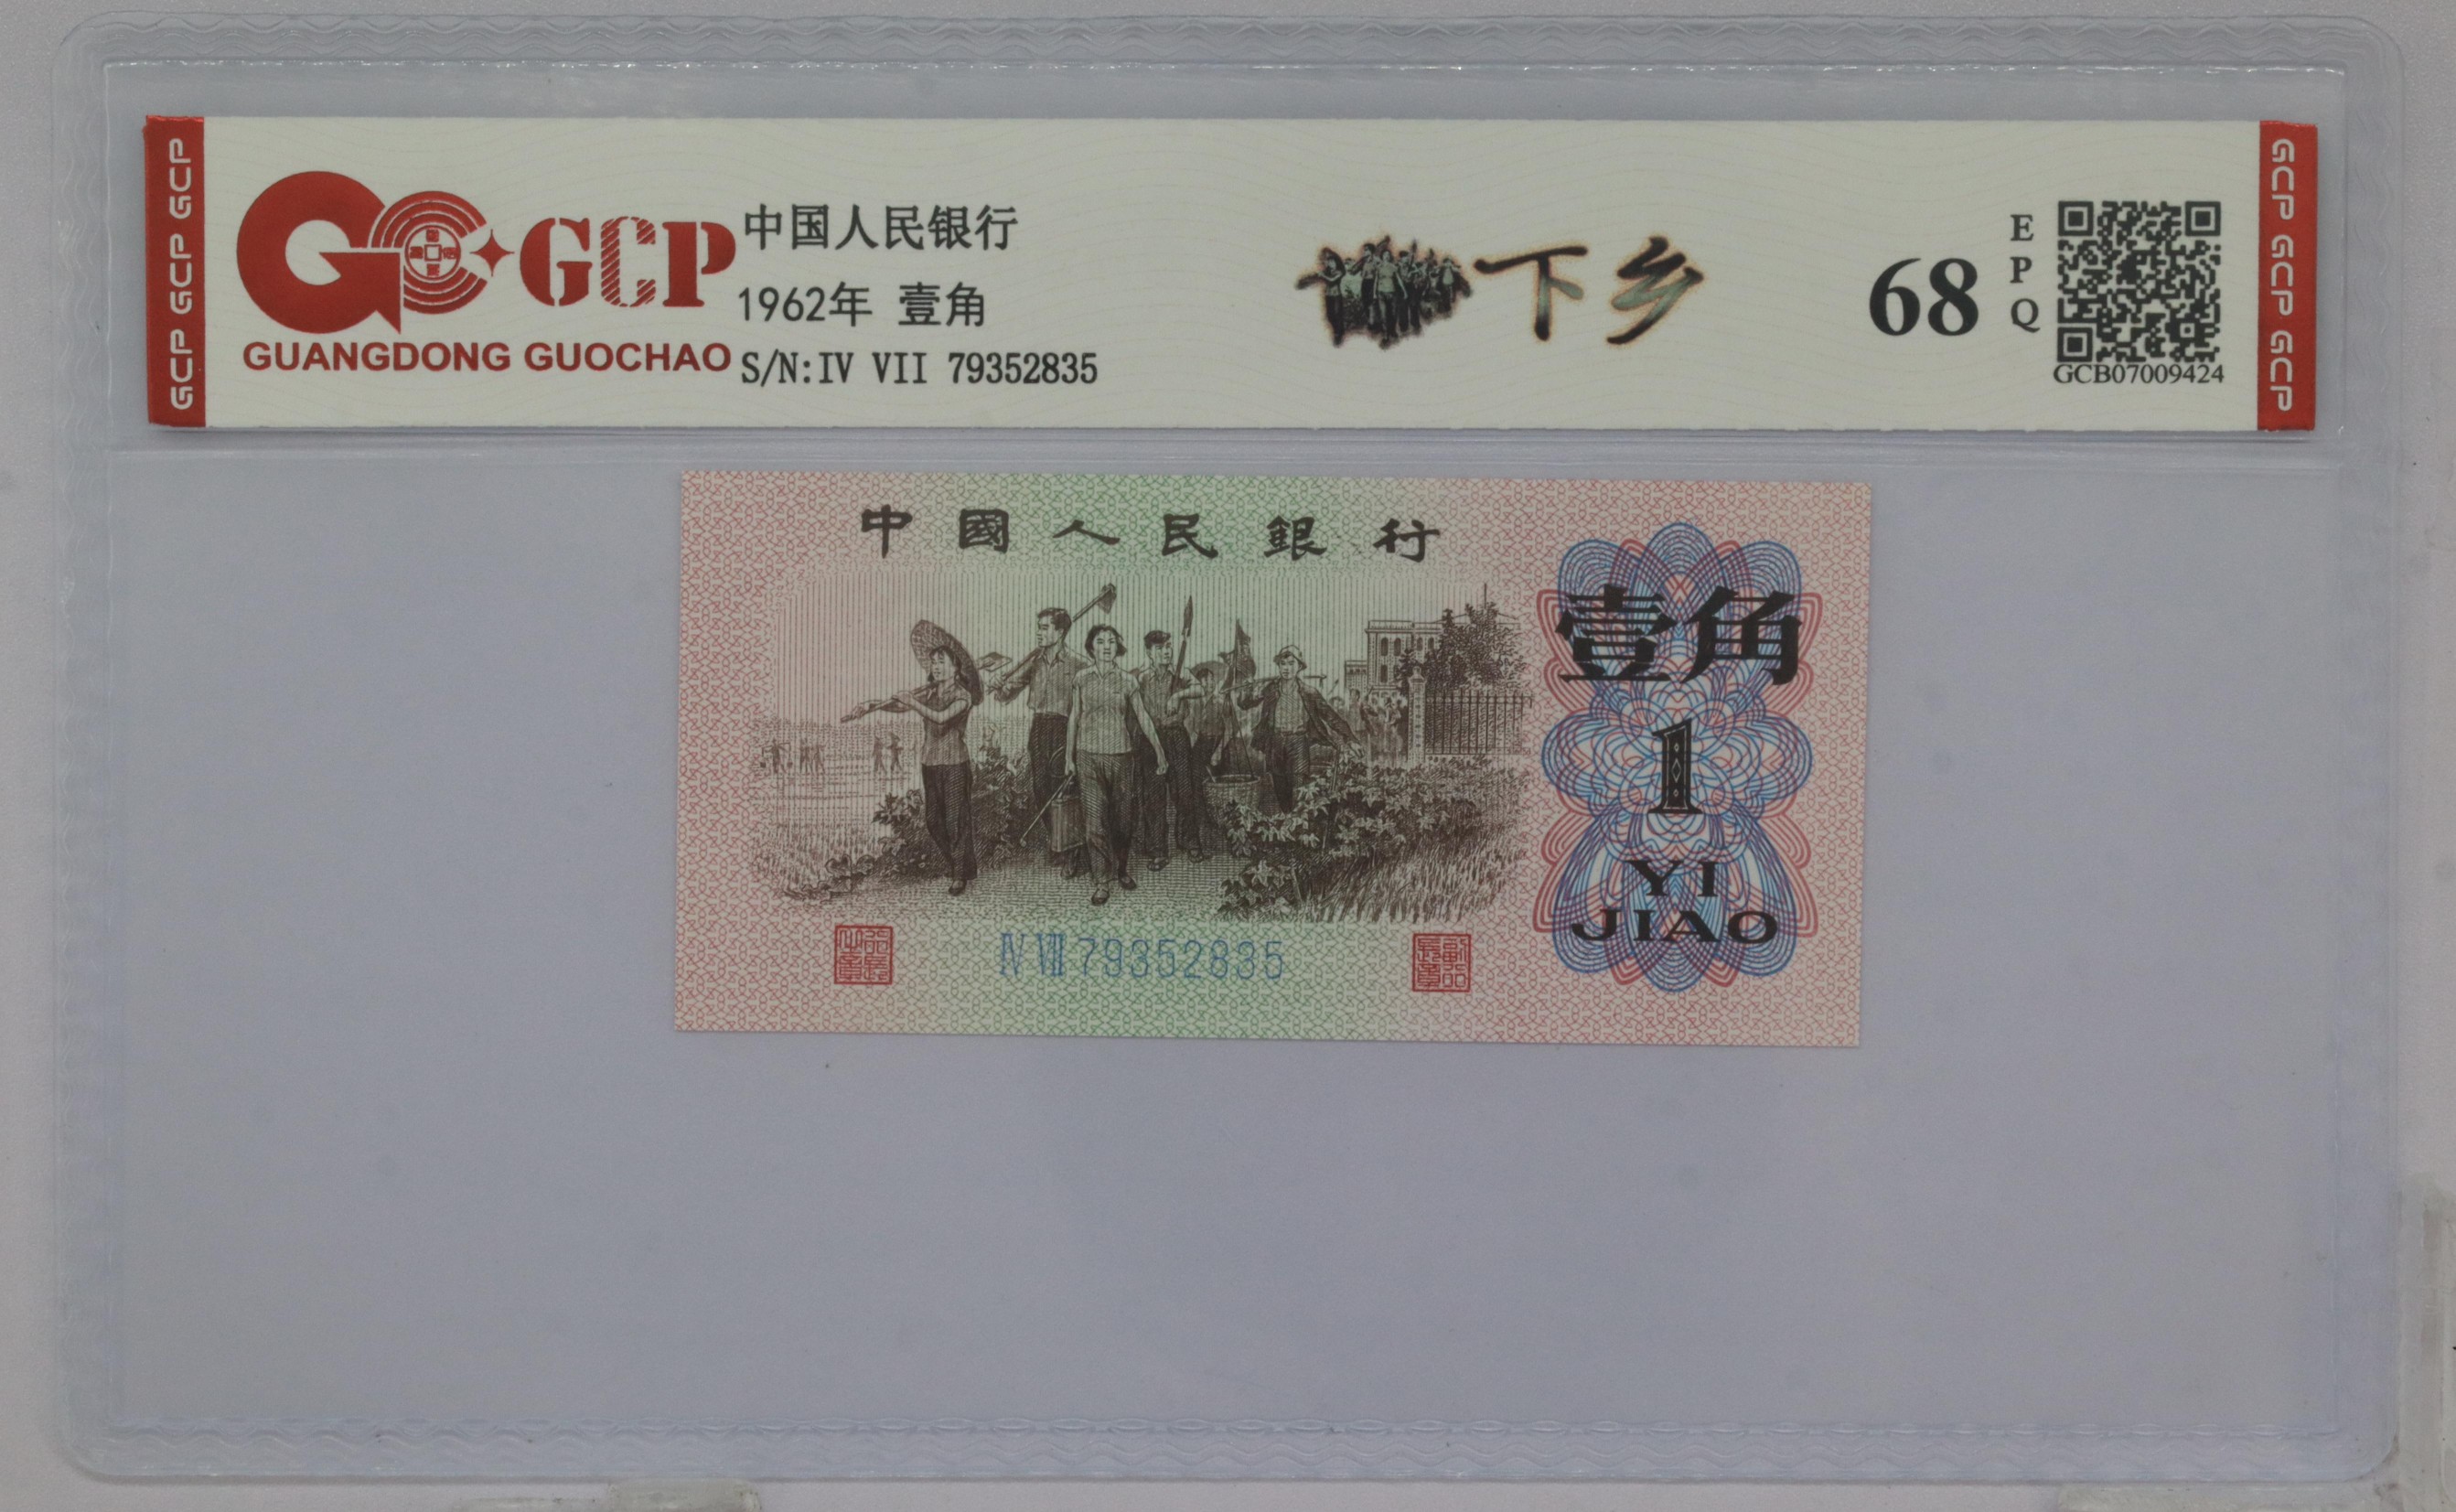 GCP GCP GCP
GCP
GUANGDONG GUOCHAO
中国人民银行
1962年 壹角
S/N:IV VII 79352835
下乡
68
EPQ
GCB07009424
GCP GCP GCP
中國人民銀行
壹角
1
YI
JIAO
IV VII 79352835